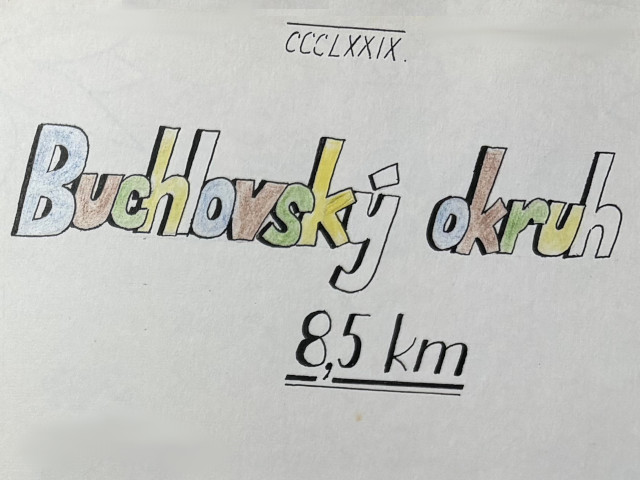 CCCLXXIX.
Buchlovský okruh
8,5 km